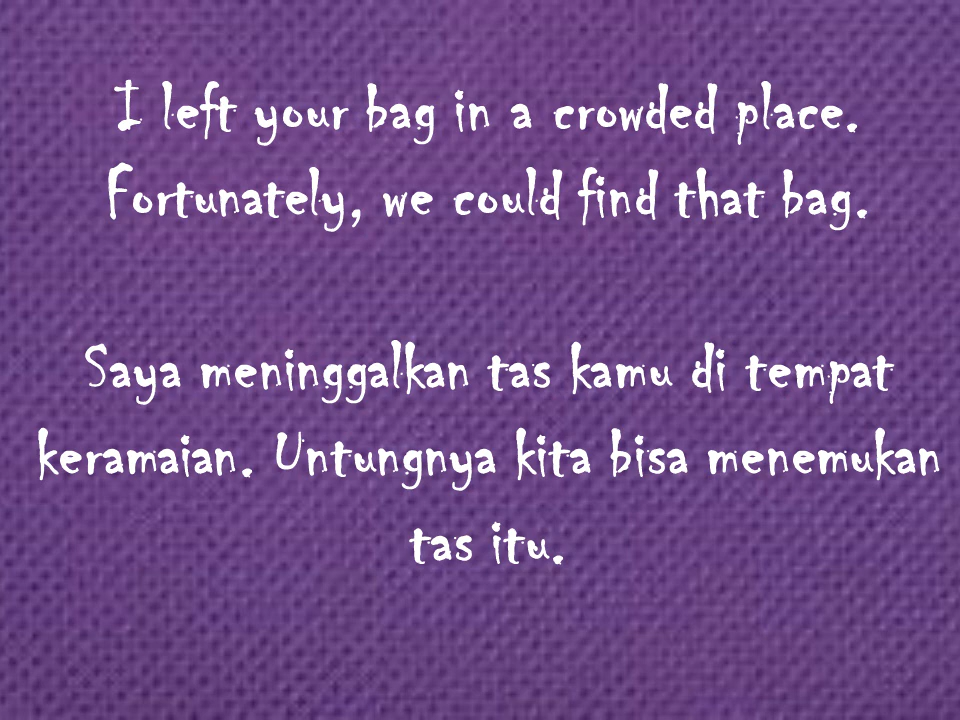 I left your bag in a crowded place.
Fortunately, we could find that bag.
Saya meninggalkan tas kamu di tempat
keramaian. Untungnya kita bisa menemukan
tas itu.